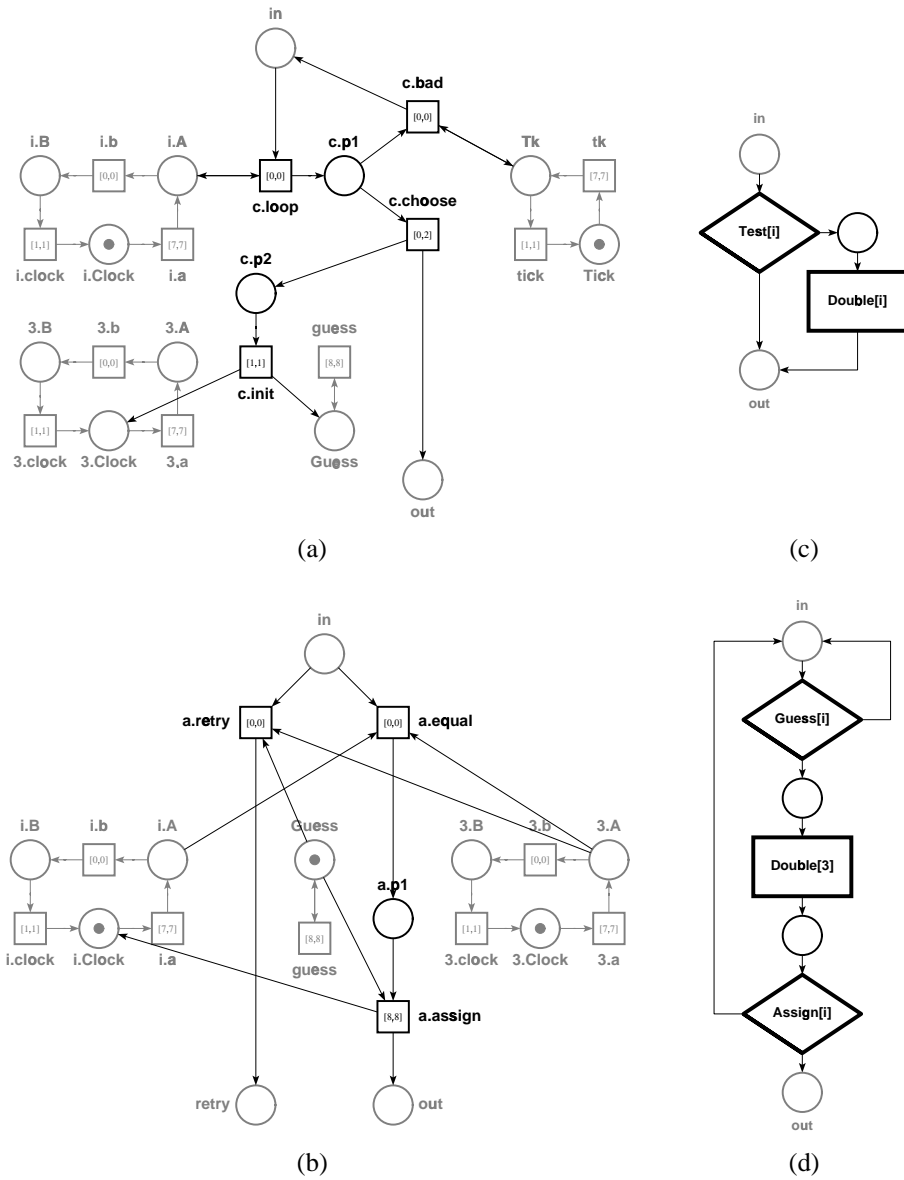 in
c.bad
[0,0]
in
i.B i.b i.A c.p1 Tk tk
[0,0] [0,0] [7,7]
c.loop c.choose
[1,1] [7,7] [0,2] [1,1]
i.clock i.Clock i.a tick Tick
c.p2
Test[i]
Double[i]
3.B 3.b 3.A guess
[0,0] [1,1] [8,8]
c.init
[1,1] [7,7]
3.clock 3.Clock 3.a Guess
out
out
(a) (c)
in
a.retry [0,0] [0,0] a.equal
i.B i.b i.A Guess 3.B 3.b 3.A
[0,0] [0,0]
a.p1
[1,1] [7,7] [8,8] [1,1] [7,7]
i.clock i.Clock i.a guess 3.clock 3.Clock 3.a
[8,8] a.assign
retry out
(b)
in
Guess[i]
Double[3]
Assign[i]
out
(d)